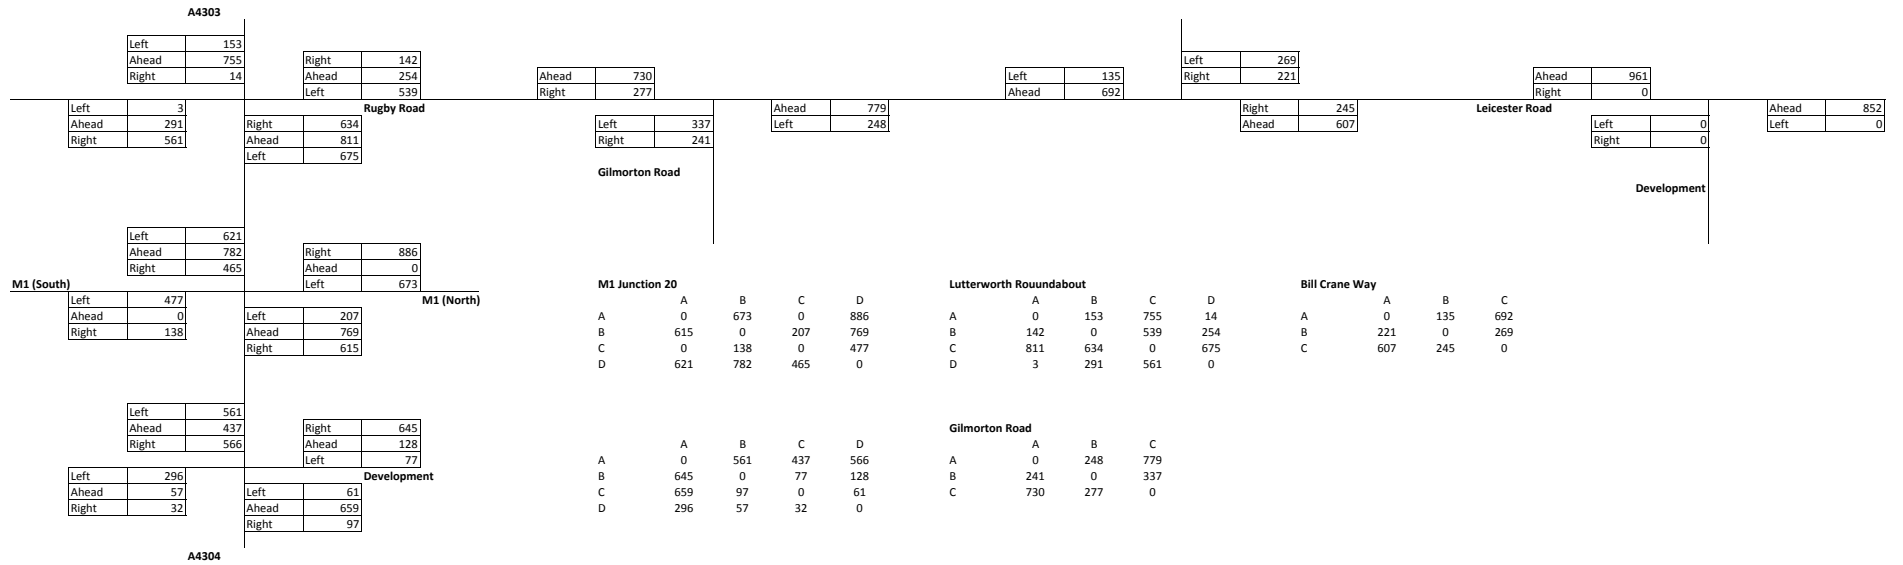 A4303
Left 153
Ahead 755
Right 14
Right 142
Ahead 254
Left 539
Ahead 730
Right 277
Left 135
Ahead 692
Left 269
Right 221
Ahead 961
Right 0
Left 3
Ahead 291
Right 561
Rugby Road
Right 634
Ahead 811
Left 675
Left 337
Right 241
Gilmorton Road
Ahead 779
Left 248
Right 245
Ahead 607
Leicester Road
Left 0
Right 0
Development
Ahead 852
Left 0
Left 621
Ahead 782
Right 465
Right 886
Ahead 0
Left 673
M1 (South)
M1 (North)
Left 477
Ahead 0
Right 138
Left 207
Ahead 769
Right 615
M1 Junction 20
A B C D
A 0 673 0 886
B 615 0 207 769
C 0 138 0 477
D 621 782 465 0
Lutterworth Rouundabout
A B C D
A 0 153 755 14
B 142 0 539 254
C 811 634 0 675
D 3 291 561 0
Bill Crane Way
A B C
A 0 135 692
B 221 0 269
C 607 245 0
Left 561
Ahead 437
Right 566
Right 645
Ahead 128
Left 77
Development
Left 296
Ahead 57
Right 32
Left 61
Ahead 659
Right 97
A4304
A B C D
A 0 561 437 566
B 645 0 77 128
C 659 97 0 61
D 296 57 32 0
Gilmorton Road
A B C
A 0 248 779
B 241 0 337
C 730 277 0